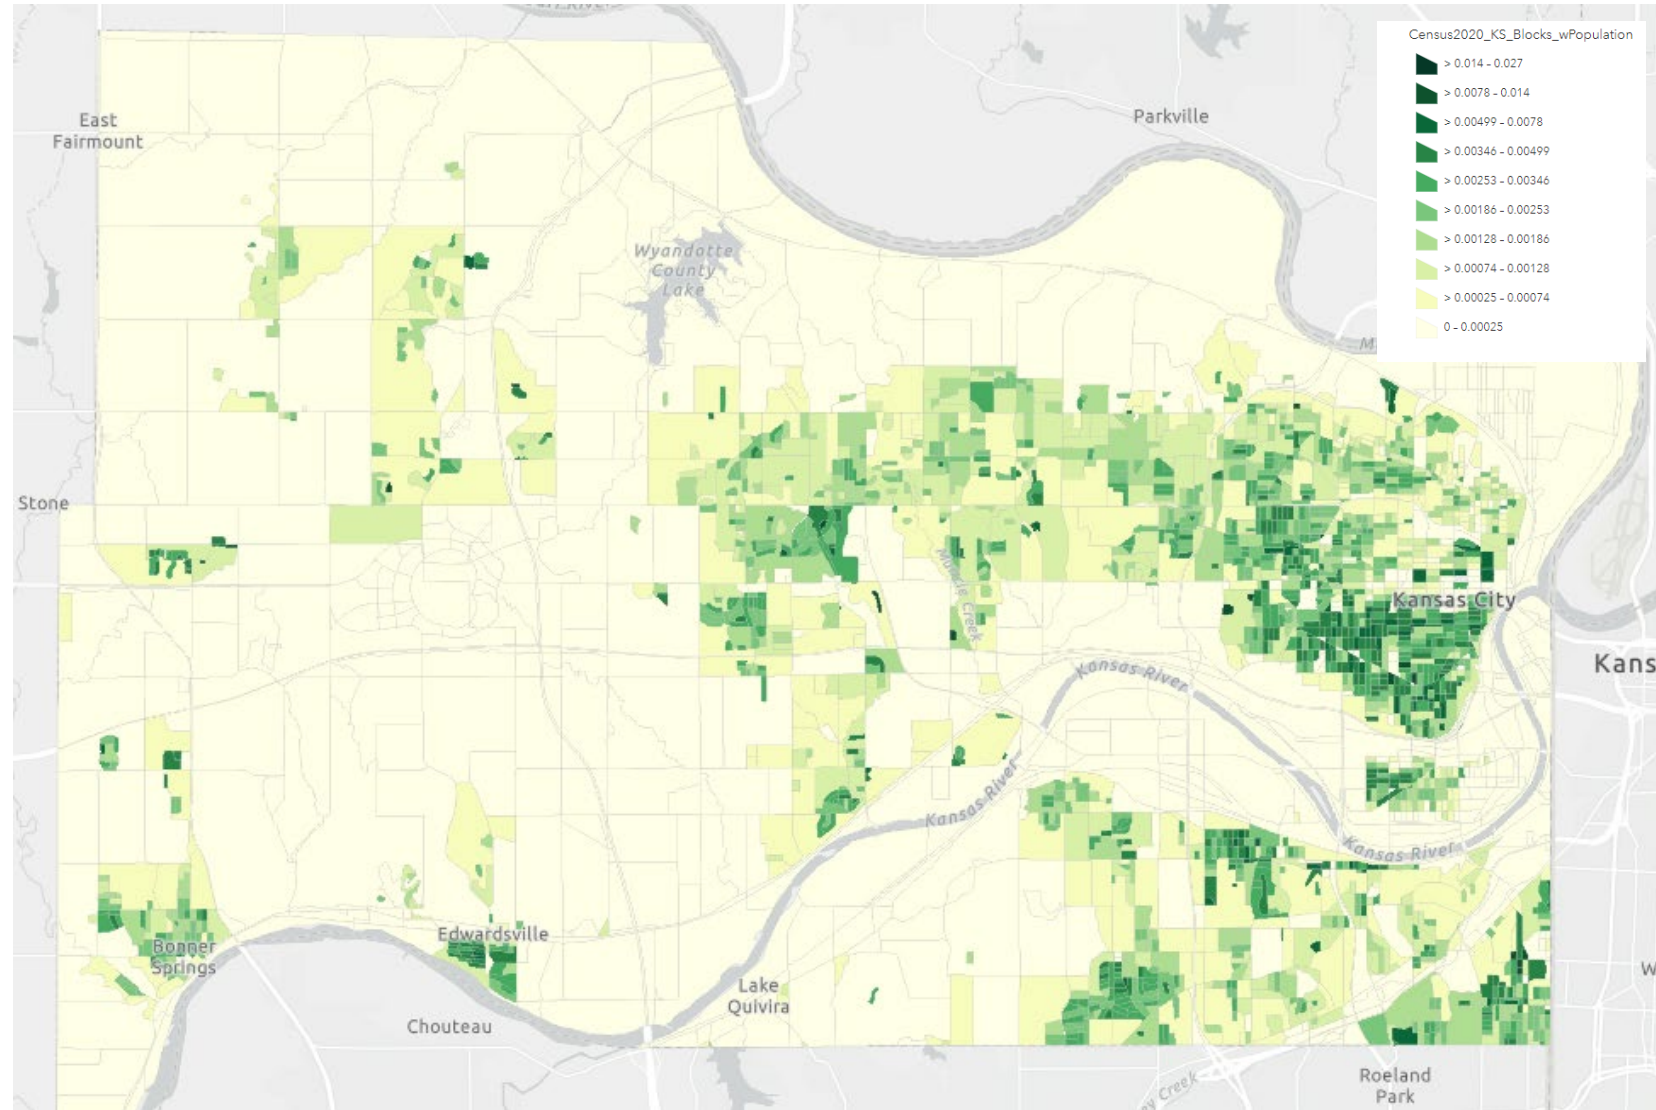 Census2020_KS_Blocks_wPopulation
> 0.014 - 0.027
> 0.0078 - 0.014
> 0.00499 - 0.0078
> 0.00346 - 0.00499
> 0.00253 - 0.00346
> 0.00186 - 0.00253
> 0.00128 - 0.00186
> 0.00074 - 0.00128
> 0.00025 - 0.00074
0 - 0.00025
East
Fairmount
Parkville
Wyandotte
County
Lake
Stone
Muncie Creek
Kansas City
Kans
Kansas River
Kansas River
Kansas River
Bonner
Springs
Edwardsville
Lake
Quivira
Chouteau
Roeland
Park
Creek